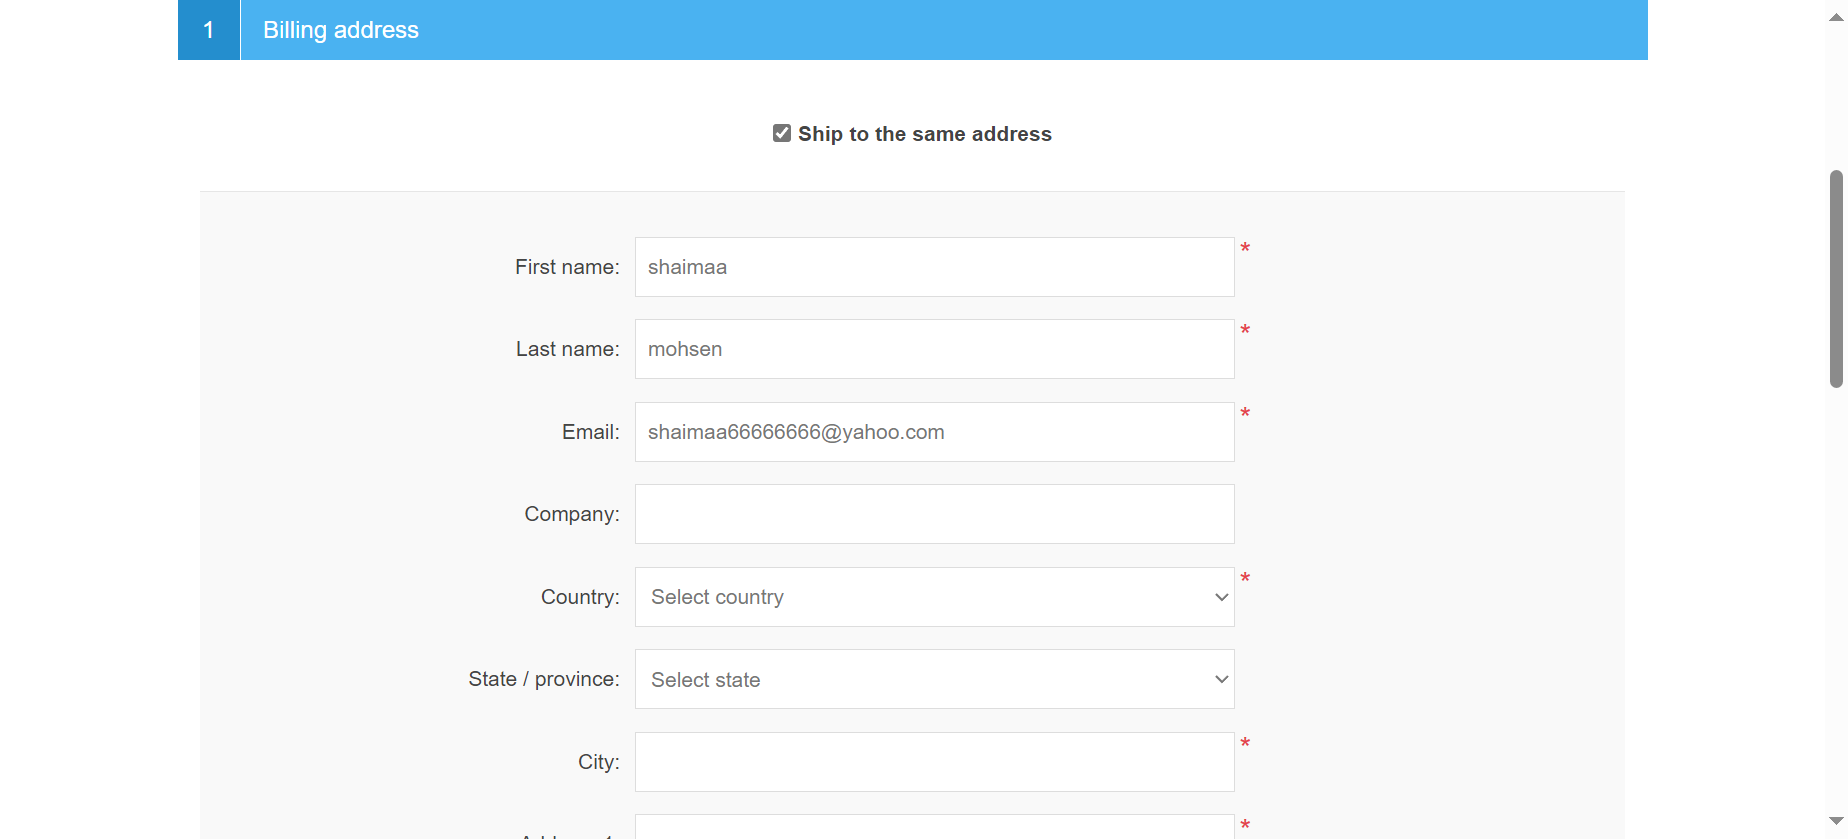 1 Billing address
Ship to the same address
First name: shaimaa *
Last name: mohsen *
Email: shaimaa66666666@yahoo.com *
Company:
Country: Select country *
State / province: Select state
City: *
*